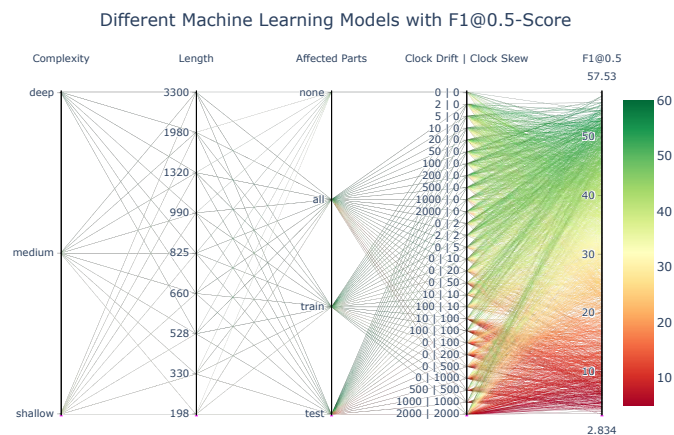 Different Machine Learning Models with F1@0.5-Score
Complexity
Length
Affected Parts
Clock Drift | Clock Skew
F1@0.5
57.53
deep
medium
shallow
3300
1980
1320
990
825
660
528
330
198
none
all
train
test
0 | 0
2 | 0
5 | 0
10 | 0
20 | 0
50 | 0
100 | 0
200 | 0
500 | 0
1000 | 0
2000 | 0
0 | 2
2 | 2
0 | 5
0 | 10
0 | 20
0 | 50
10 | 10
100 | 10
10 | 100
100 | 100
0 | 100
0 | 200
0 | 500
0 | 1000
500 | 500
1000 | 1000
2000 | 2000
50
40
30
20
10
2.834
60
50
40
30
20
10